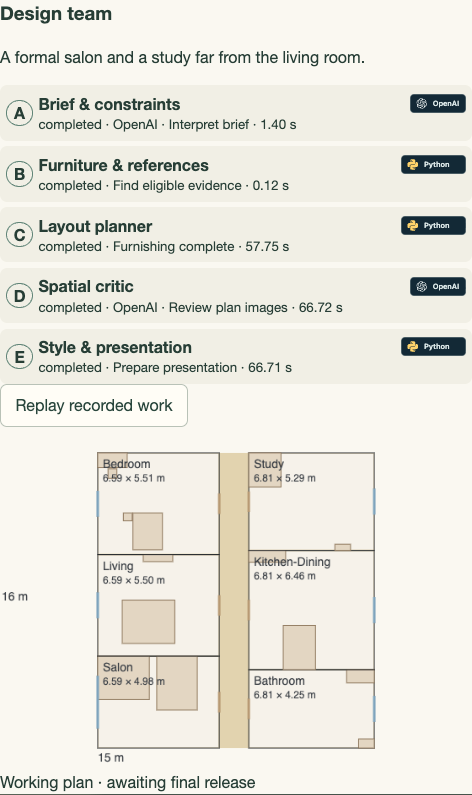 Design team
A formal salon and a study far from the living room.
A Brief & constraints OpenAI
completed · OpenAI · Interpret brief · 1.40 s
B Furniture & references Python
completed · Find eligible evidence · 0.12 s
C Layout planner Python
completed · Furnishing complete · 57.75 s
D Spatial critic OpenAI
completed · OpenAI · Review plan images · 66.72 s
E Style & presentation Python
completed · Prepare presentation · 66.71 s
Replay recorded work
Bedroom
6.59 × 5.51 m
Study
6.81 × 5.29 m
Living
6.59 × 5.50 m
Kitchen-Dining
6.81 × 6.46 m
16 m
Salon
6.59 × 4.98 m
Bathroom
6.81 × 4.25 m
15 m
Working plan · awaiting final release